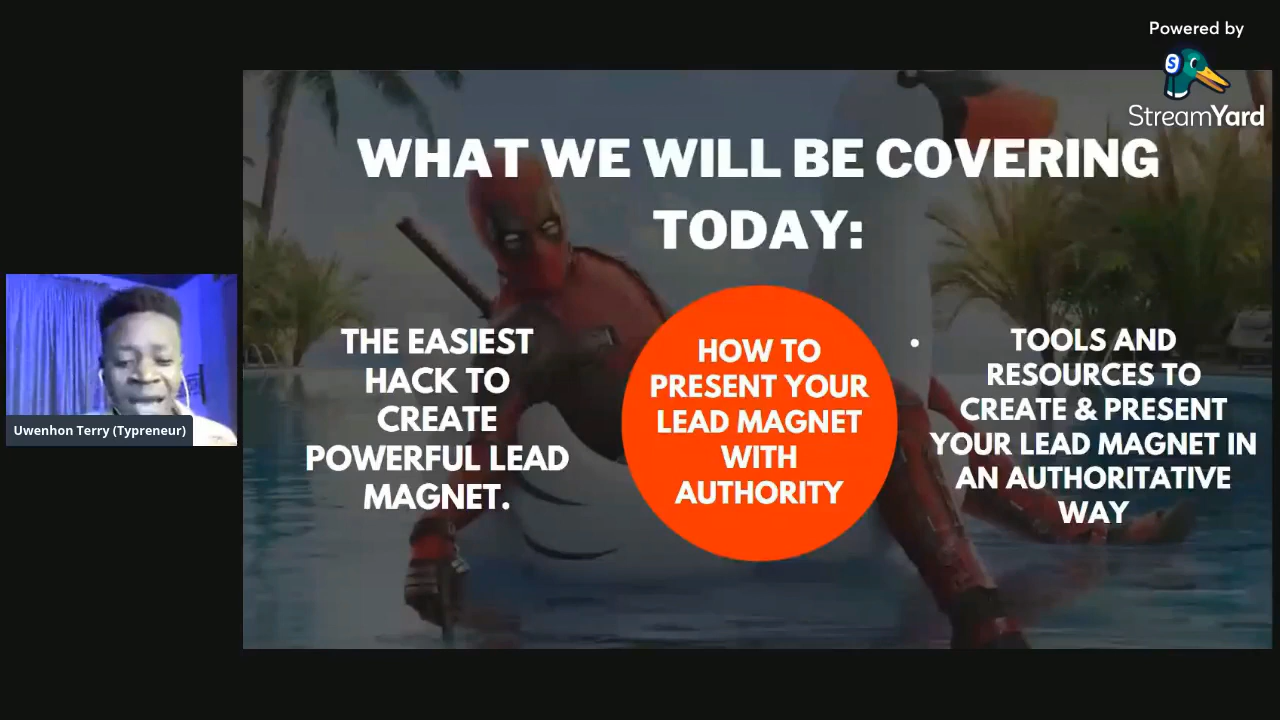 Powered by
StreamYard
WHAT WE WILL BE COVERING
TODAY:
THE EASIEST
HACK TO
CREATE
POWERFUL LEAD
MAGNET.
HOW TO
PRESENT YOUR
LEAD MAGNET
WITH
AUTHORITY
• TOOLS AND
RESOURCES TO
CREATE & PRESENT
YOUR LEAD MAGNET IN
AN AUTHORITATIVE
WAY
Uwenhon Terry (Typreneur)